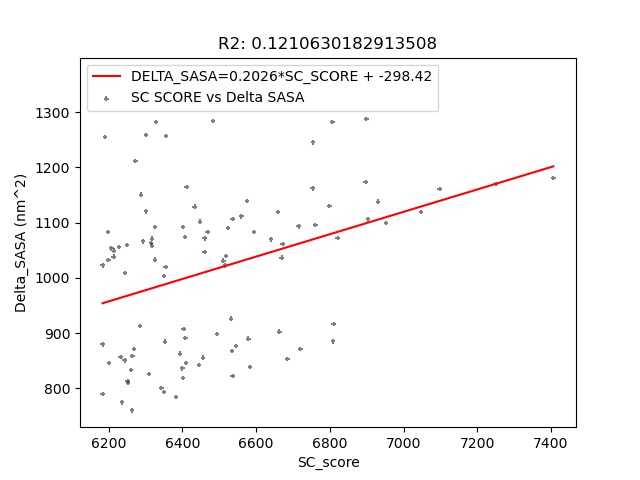 R2: 0.1210630182913508
DELTA_SASA=0.2026*SC_SCORE + -298.42
SC SCORE vs Delta SASA
Delta_SASA (nm^2)
1300
1200
1100
1000
900
800
6200 6400 6600 6800 7000 7200 7400
SC_score